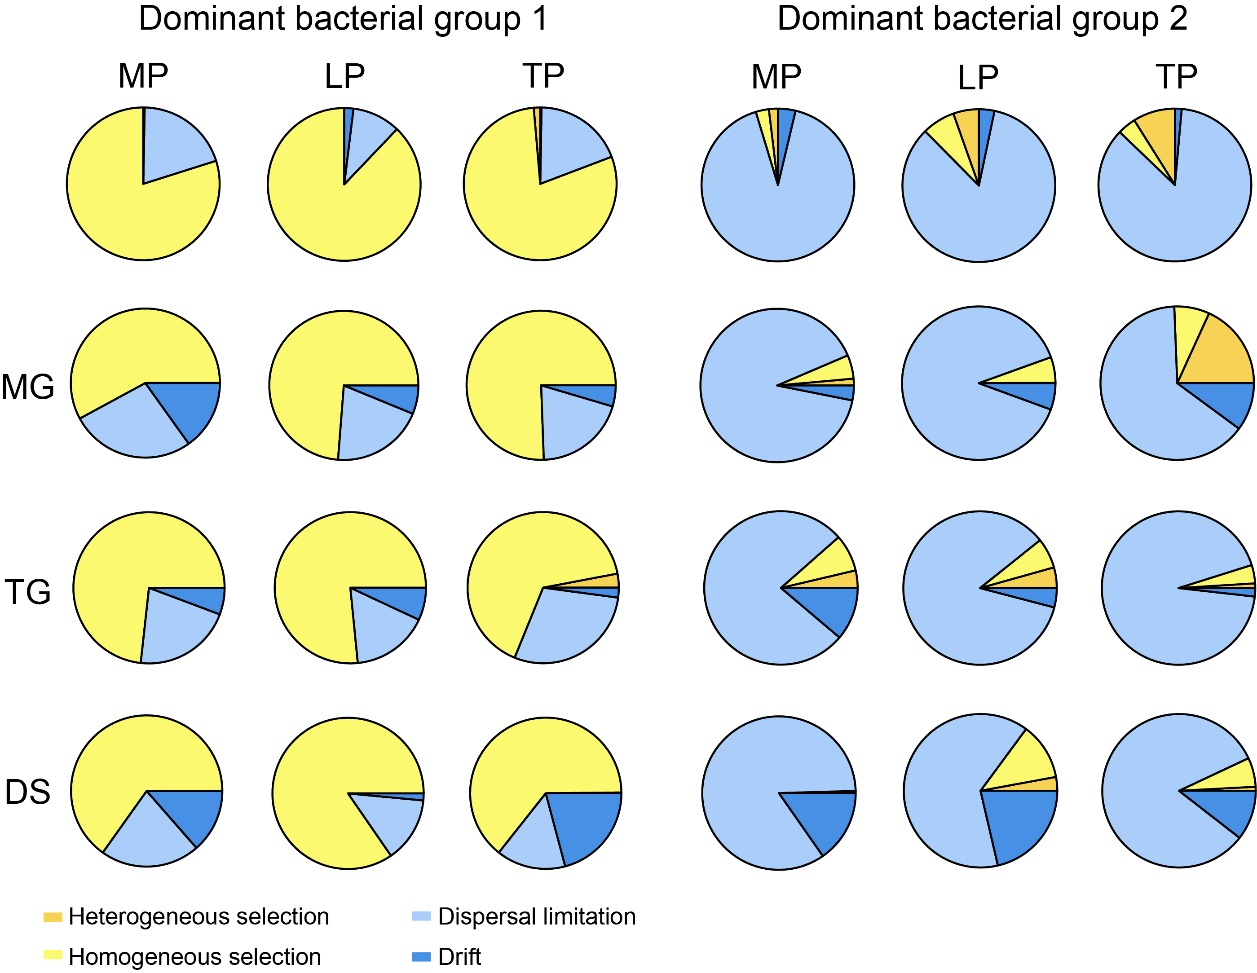 Dominant bacterial group 1 Dominant bacterial group 2
MP LP TP MP LP TP
MG
TG
DS
Heterogeneous selection Dispersal limitation
Homogeneous selection Drift